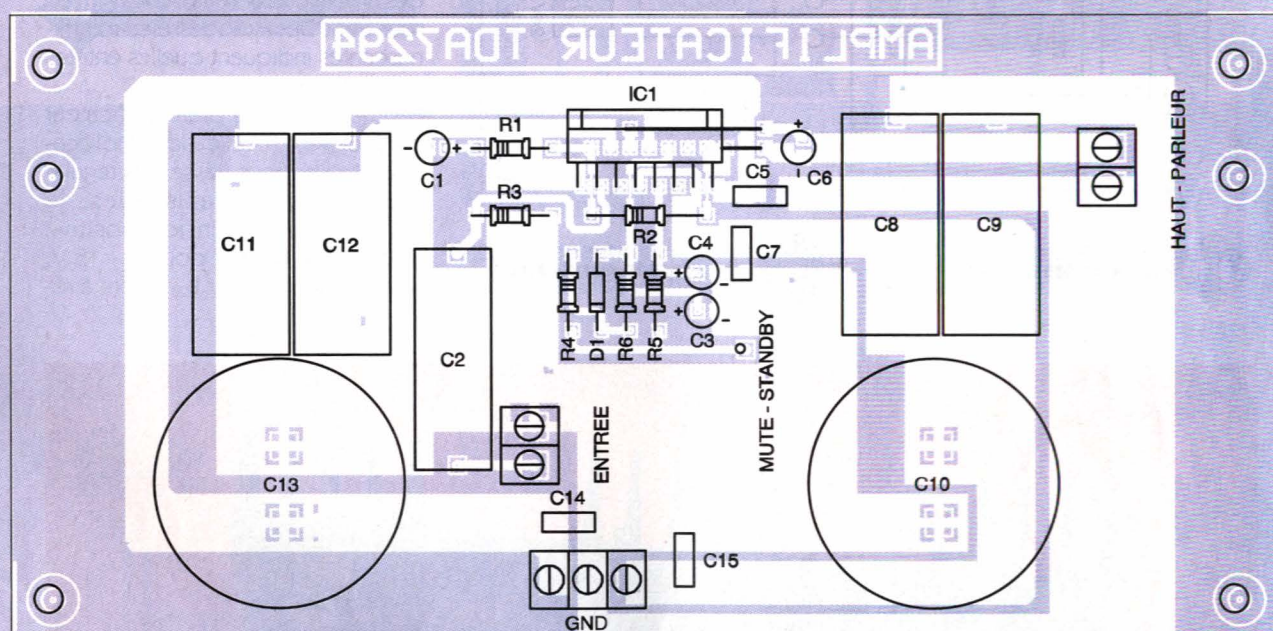 AMPLIFICATEUR TDA7294
IC1
R1
- +
C1
+
-
C6
C5
R3
R2
C11
C12
C8
C9
HAUT - PARLEUR
C4
+ -
C7
+ -
C3
C2
R4
D1
R6
R5
MUTE - STANDBY
ENTREE
C13
C14
C10
C15
GND